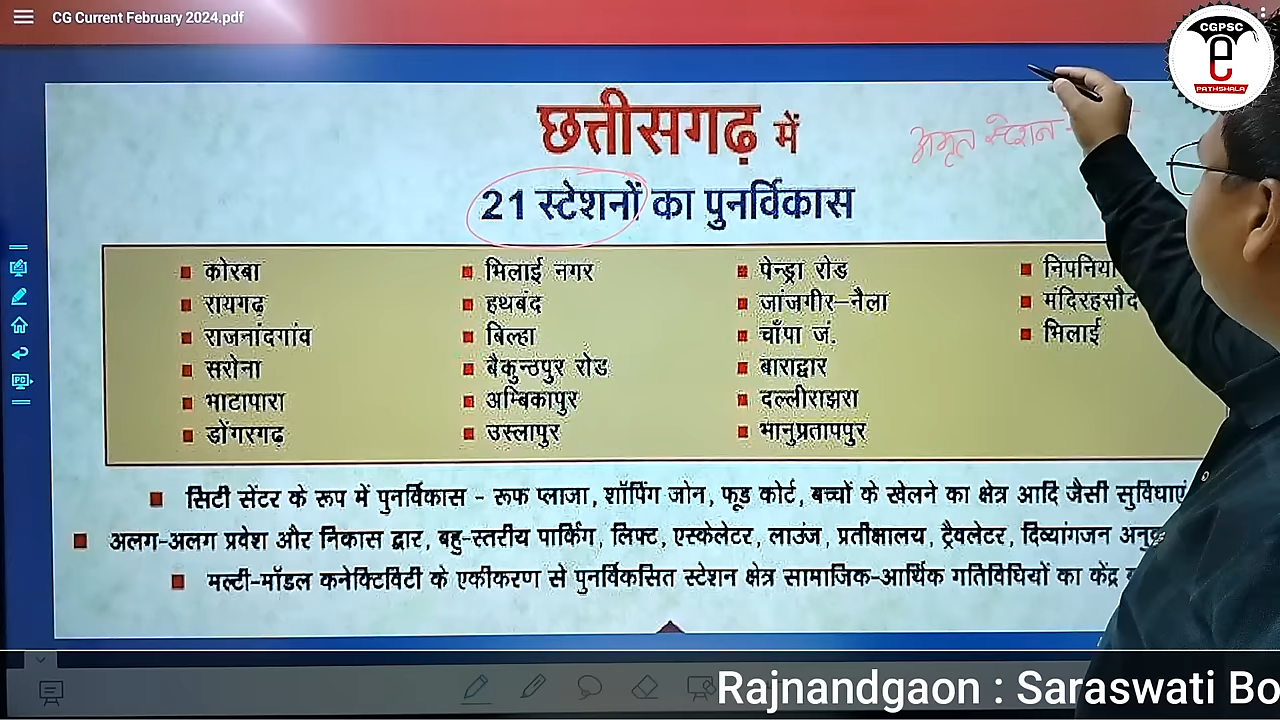 CG Current February 2024.pdf
CGPSC
e
PATHSHALA
छत्तीसगढ़ में
अमृत स्टेशन
21 स्टेशनों का पुनर्विकास
कोरबा
रायगढ़
राजनांदगांव
सरोना
भाटापारा
डोंगरगढ़
भिलाई नगर
हथबंद
बिल्हा
बैकुन्ठपुर रोड
अम्बिकापुर
उस्लापुर
पेन्ड्रा रोड
जांजगीर–नैला
चाँपा जं.
बाराद्वार
दल्लीराझरा
भानुप्रतापपुर
निपनिया
मंदिरहसौद
भिलाई
सिटी सेंटर के रूप में पुनर्विकास - रूफ प्लाजा, शॉपिंग जोन, फूड कोर्ट, बच्चों के खेलने का क्षेत्र आदि जैसी सुविधाएं
अलग-अलग प्रवेश और निकास द्वार, बहु-स्तरीय पार्किंग, लिफ्ट, एस्केलेटर, लाउंज, प्रतीक्षालय, ट्रैवलेटर, दिव्यांगजन
मल्टी-मॉडल कनेक्टिविटी के एकीकरण से पुनर्विकसित स्टेशन क्षेत्र सामाजिक-आर्थिक गतिविधियों का केंद्र
Rajnandgaon : Saraswati Bo